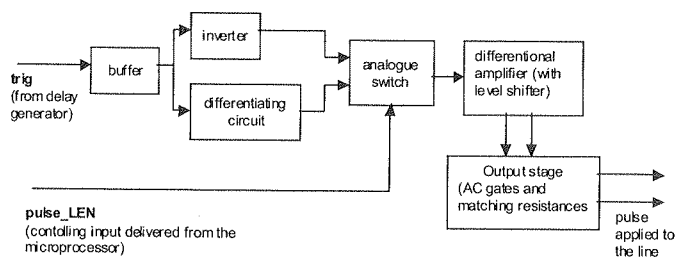 inverter
trig
(from delay
generator)
buffer
differentiating
circuit
analogue
switch
differentional
amplifier (with
level shifter)
Output stage
(AC gates and
matching resistances
pulse_LEN
(contolling input delivered from the
microprocessor)
pulse
applied to
the line